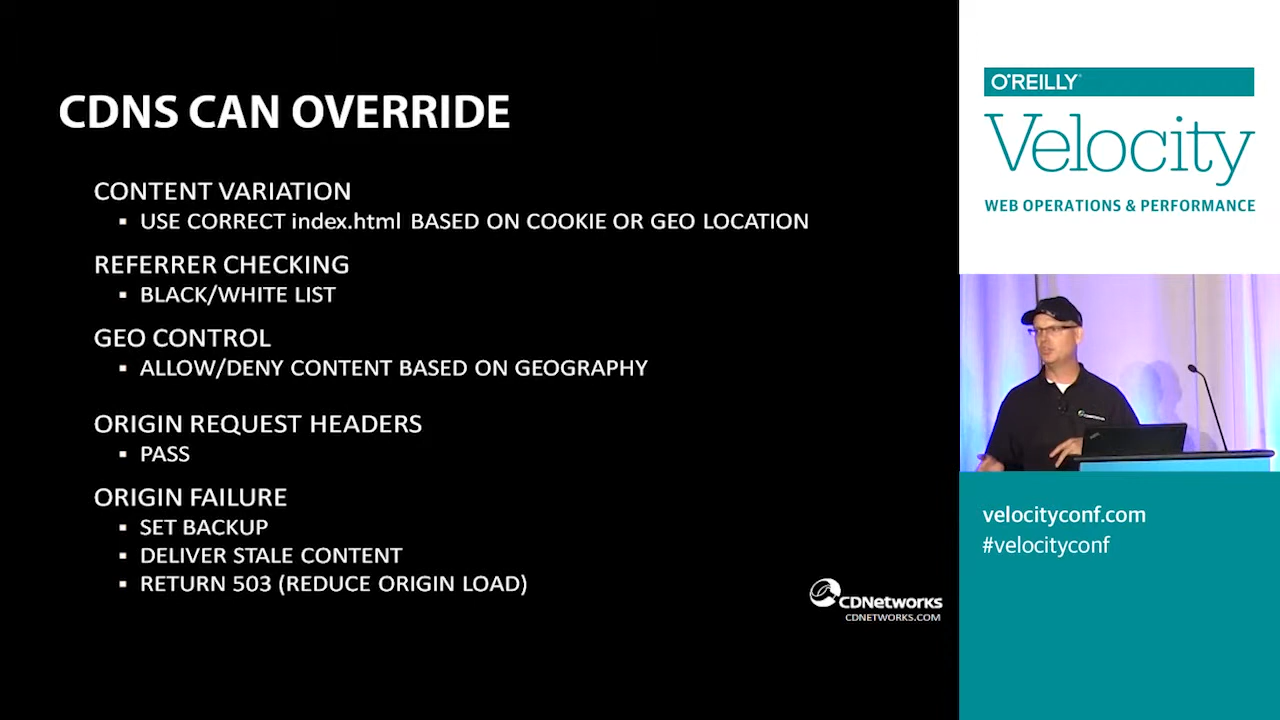 CDNS CAN OVERRIDE
CONTENT VARIATION
▪ USE CORRECT index.html BASED ON COOKIE OR GEO LOCATION
REFERRER CHECKING
▪ BLACK/WHITE LIST
GEO CONTROL
▪ ALLOW/DENY CONTENT BASED ON GEOGRAPHY
ORIGIN REQUEST HEADERS
▪ PASS
ORIGIN FAILURE
▪ SET BACKUP
▪ DELIVER STALE CONTENT
▪ RETURN 503 (REDUCE ORIGIN LOAD)
CDNetworks
CDNETWORKS.COM
O'REILLY®
Velocity
WEB OPERATIONS & PERFORMANCE
velocityconf.com
#velocityconf